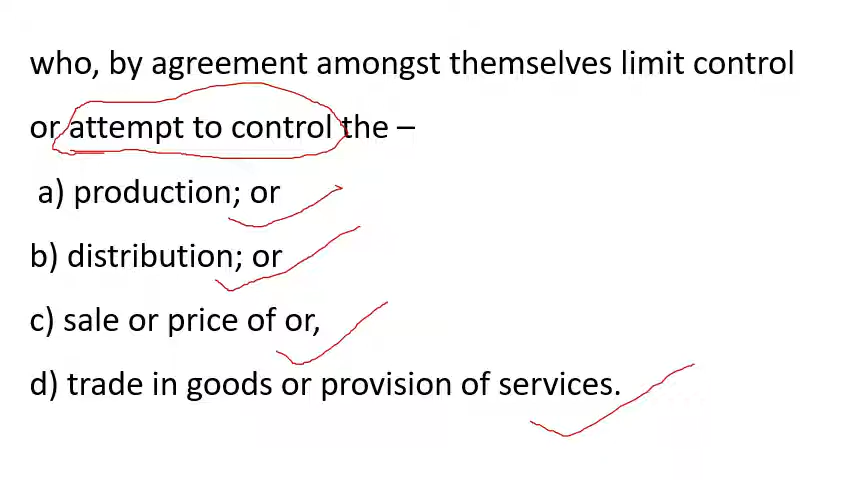 who, by agreement amongst themselves limit control
or attempt to control the –
a) production; or
b) distribution; or
c) sale or price of or,
d) trade in goods or provision of services.